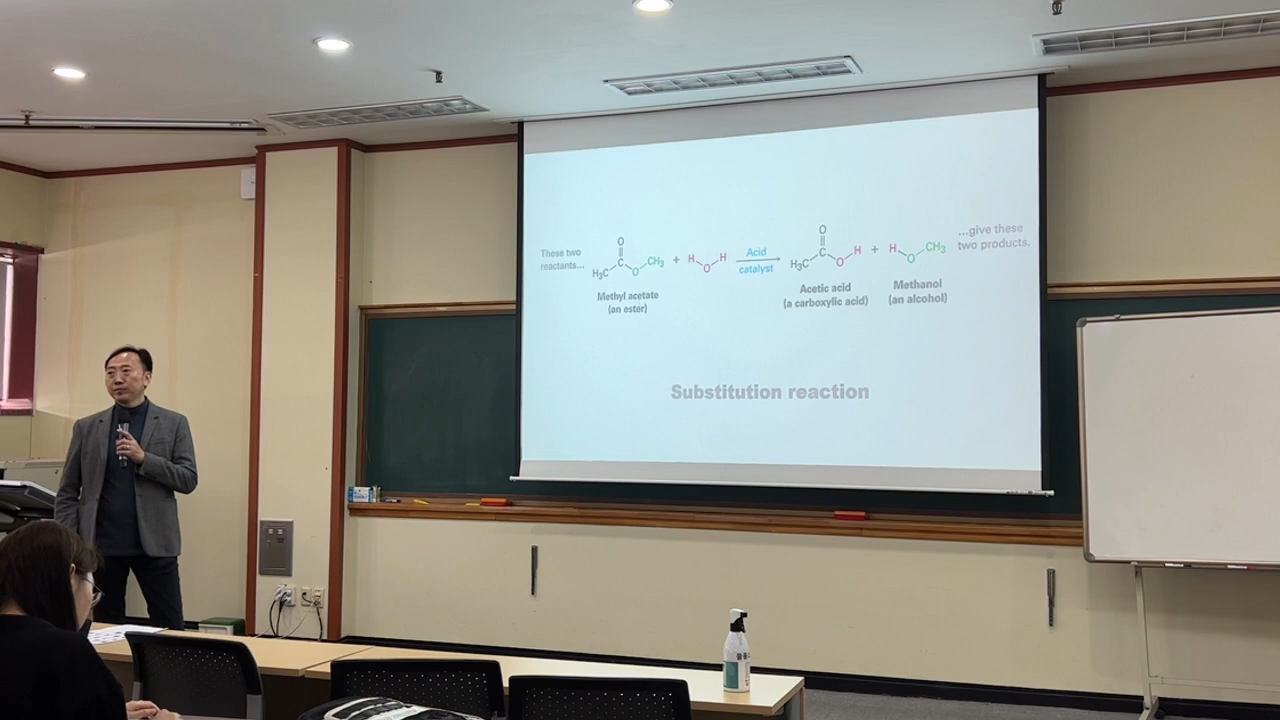 These two
reactants...
O
H₃C
C
O
CH₃
+
H
O
H
Acid
catalyst
O
H₃C
C
O
H
+
H
O
CH₃
...give these
two products.
Methyl acetate
(an ester)
Acetic acid
(a carboxylic acid)
Methanol
(an alcohol)
Substitution reaction